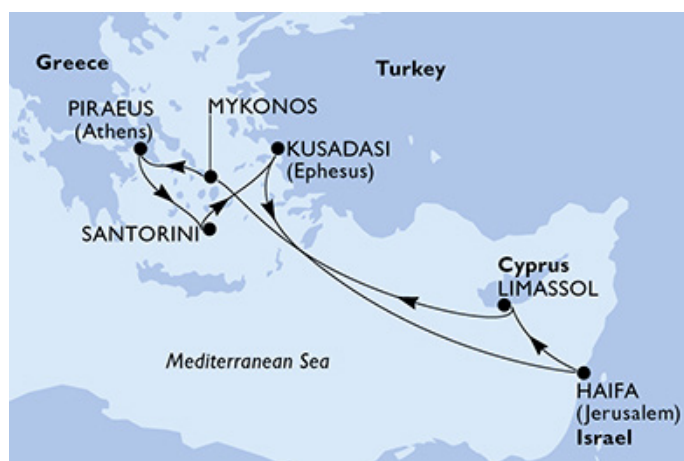 Greece
Turkey
PIRAEUS
(Athens)
MYKONOS
KUSADASI
(Ephesus)
SANTORINI
Cyprus
LIMASSOL
Mediterranean Sea
HAIFA
(Jerusalem)
Israel